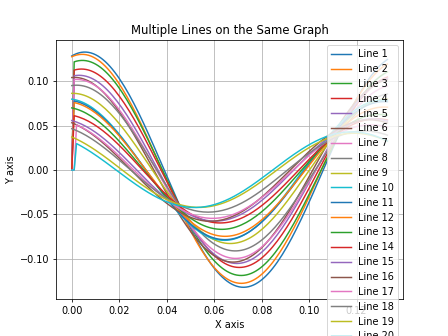 Multiple Lines on the Same Graph
Y axis
0.10
0.05
0.00
−0.05
−0.10
0.00
0.02
0.04
0.06
0.08
0.10
X axis
Line 1
Line 2
Line 3
Line 4
Line 5
Line 6
Line 7
Line 8
Line 9
Line 10
Line 11
Line 12
Line 13
Line 14
Line 15
Line 16
Line 17
Line 18
Line 19
Line 20